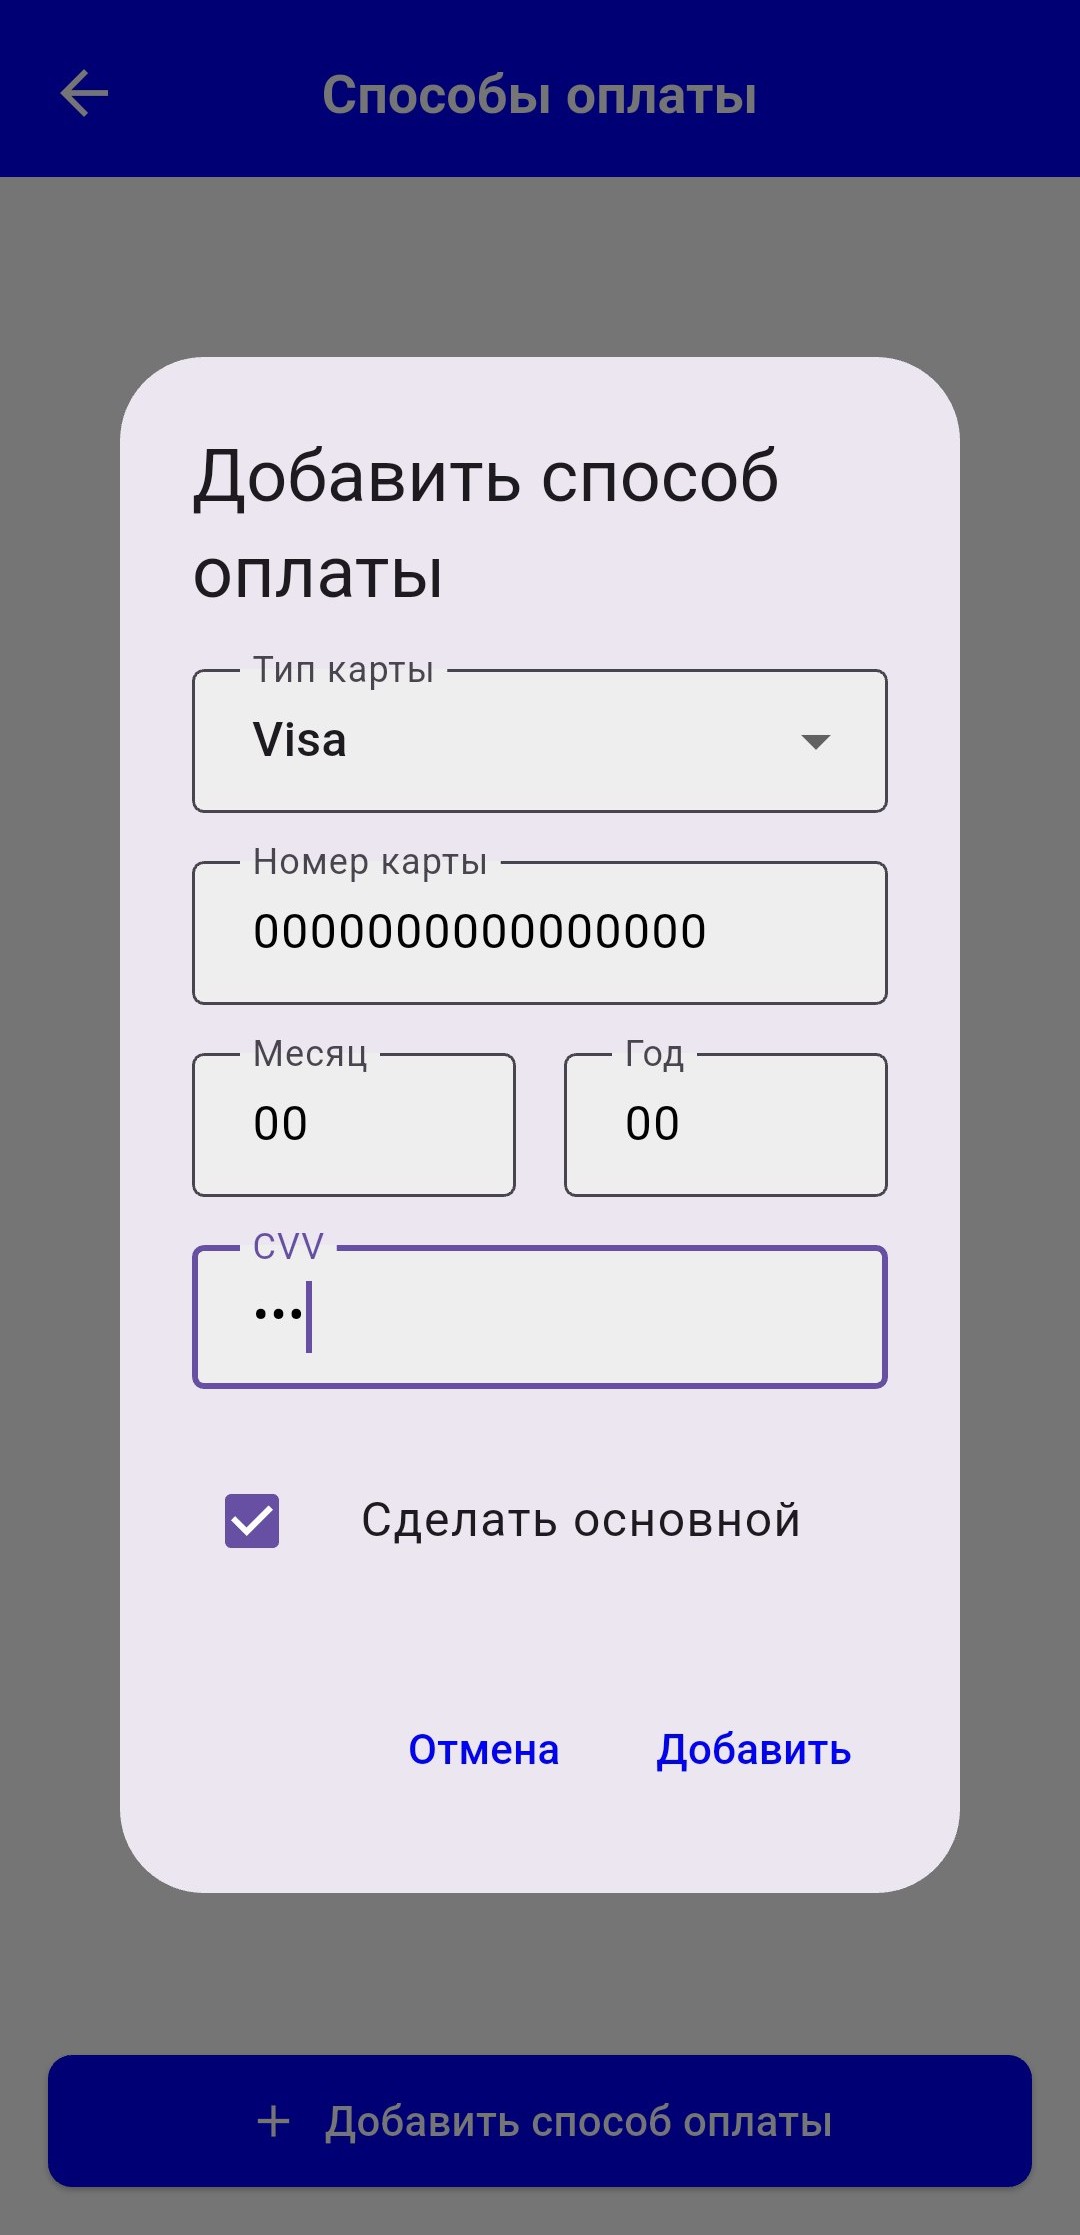 Способы оплаты
Добавить способ
оплаты
Тип карты
Visa
Номер карты
0000000000000000
Месяц
00
Год
00
CVV
•••
Сделать основной
Отмена
Добавить
+ Добавить способ оплаты